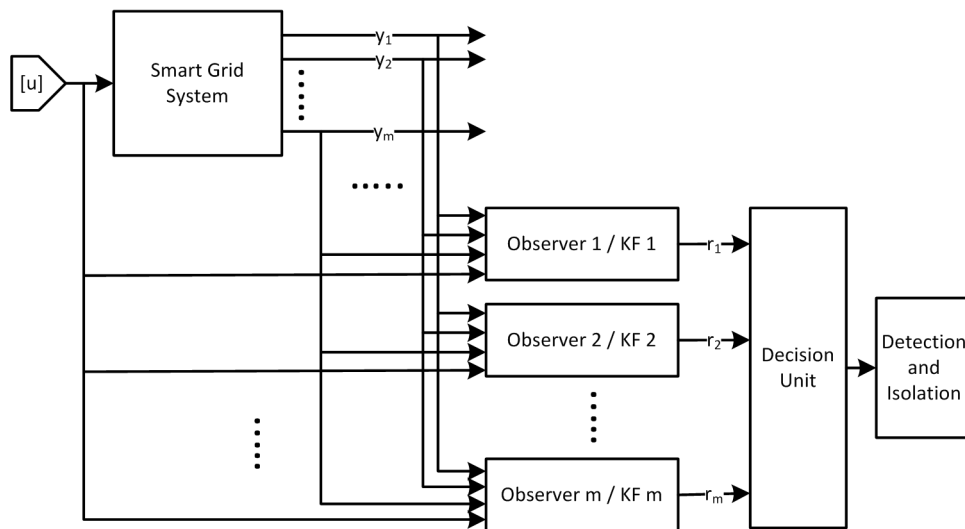 [u]
Smart Grid
System
y₁
y₂
yₘ
Observer 1 / KF 1
r₁
Observer 2 / KF 2
r₂
Observer m / KF m
rₘ
Decision
Unit
Detection
and
Isolation